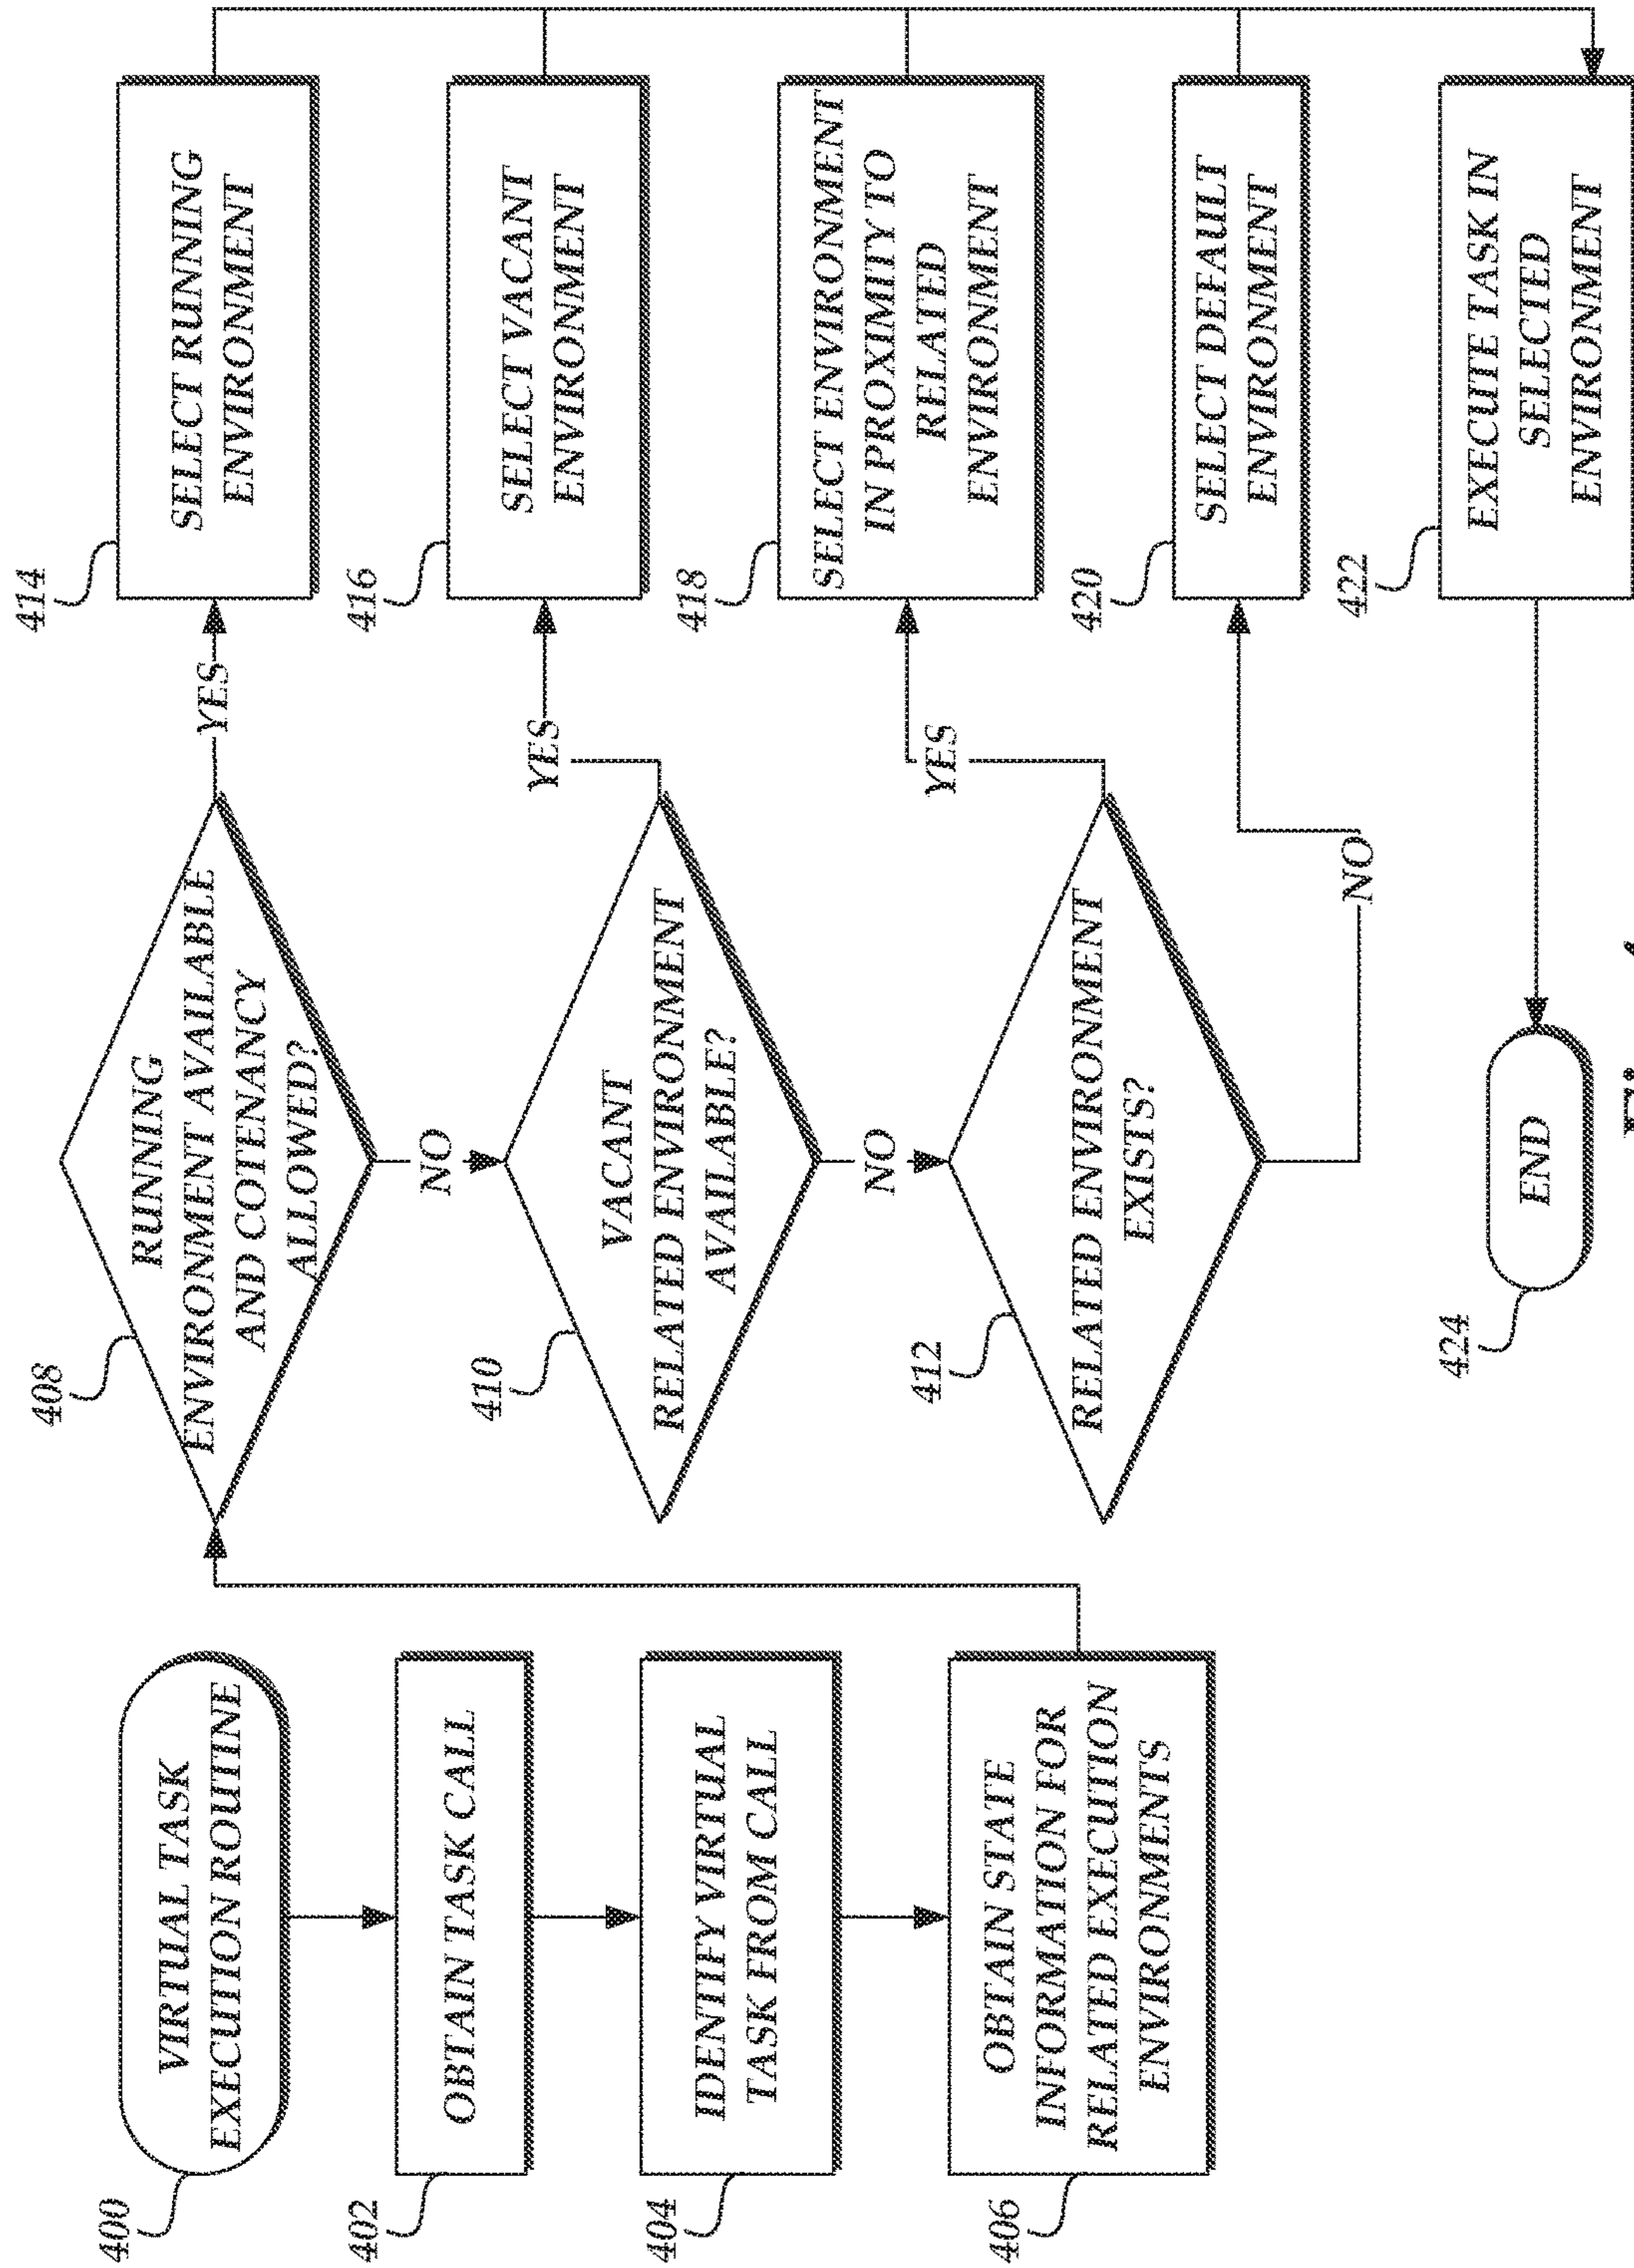 400
VIRTUAL TASK
EXECUTION ROUTINE
402
OBTAIN TASK CALL
404
IDENTIFY VIRTUAL
TASK FROM CALL
406
OBTAIN STATE
INFORMATION FOR
RELATED EXECUTION
ENVIRONMENTS
408
RUNNING
ENVIRONMENT AVAILABLE
AND COTENANCY
ALLOWED?
YES
NO
410
VACANT
RELATED ENVIRONMENT
AVAILABLE?
YES
NO
412
RELATED ENVIRONMENT
EXISTS?
YES
NO
414
SELECT RUNNING
ENVIRONMENT
416
SELECT VACANT
ENVIRONMENT
418
SELECT ENVIRONMENT
IN PROXIMITY TO
RELATED
ENVIRONMENT
420
SELECT DEFAULT
ENVIRONMENT
422
EXECUTE TASK IN
SELECTED
ENVIRONMENT
424
END